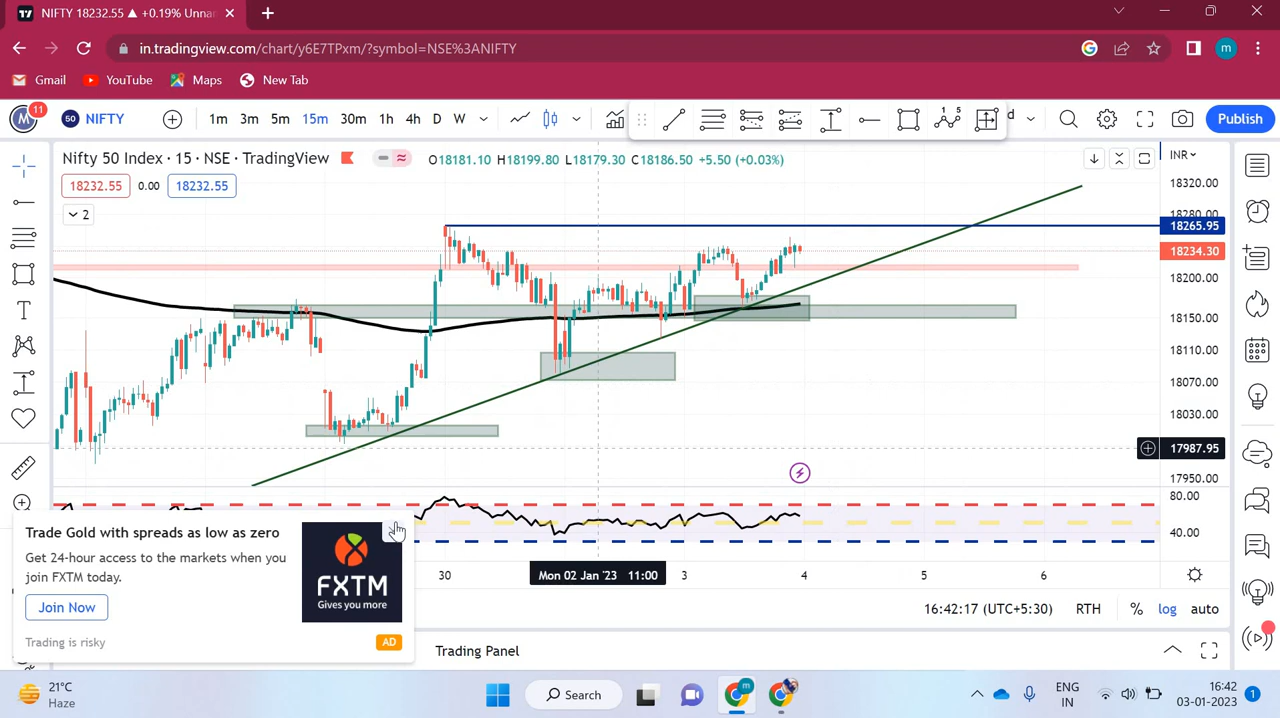 NIFTY 18232.55 ▲ +0.19% Unna
in.tradingview.com/chart/y6E7TPxm/?symbol=NSE%3ANIFTY
m
Gmail YouTube Maps New Tab
M 11 50 NIFTY 1m 3m 5m 15m 30m 1h 4h D W d Publish
Nifty 50 Index · 15 · NSE · TradingView O18181.10 H18199.80 L18179.30 C18186.50 +5.50 (+0.03%) INR
18232.55 0.00 18232.55
2
18320.00
18280.00
18265.95
18234.30
18200.00
18150.00
18110.00
18070.00
18030.00
17987.95
17950.00
80.00
40.00
30 Mon 02 Jan '23 11:00 3 4 5 6
Trade Gold with spreads as low as zero
Get 24-hour access to the markets when you
join FXTM today.
Join Now
Trading is risky
FXTM
Gives you more
AD
16:42:17 (UTC+5:30) RTH % log auto
Trading Panel
21°C
Haze
Search
m
ENG
IN
16:42
03-01-2023
1